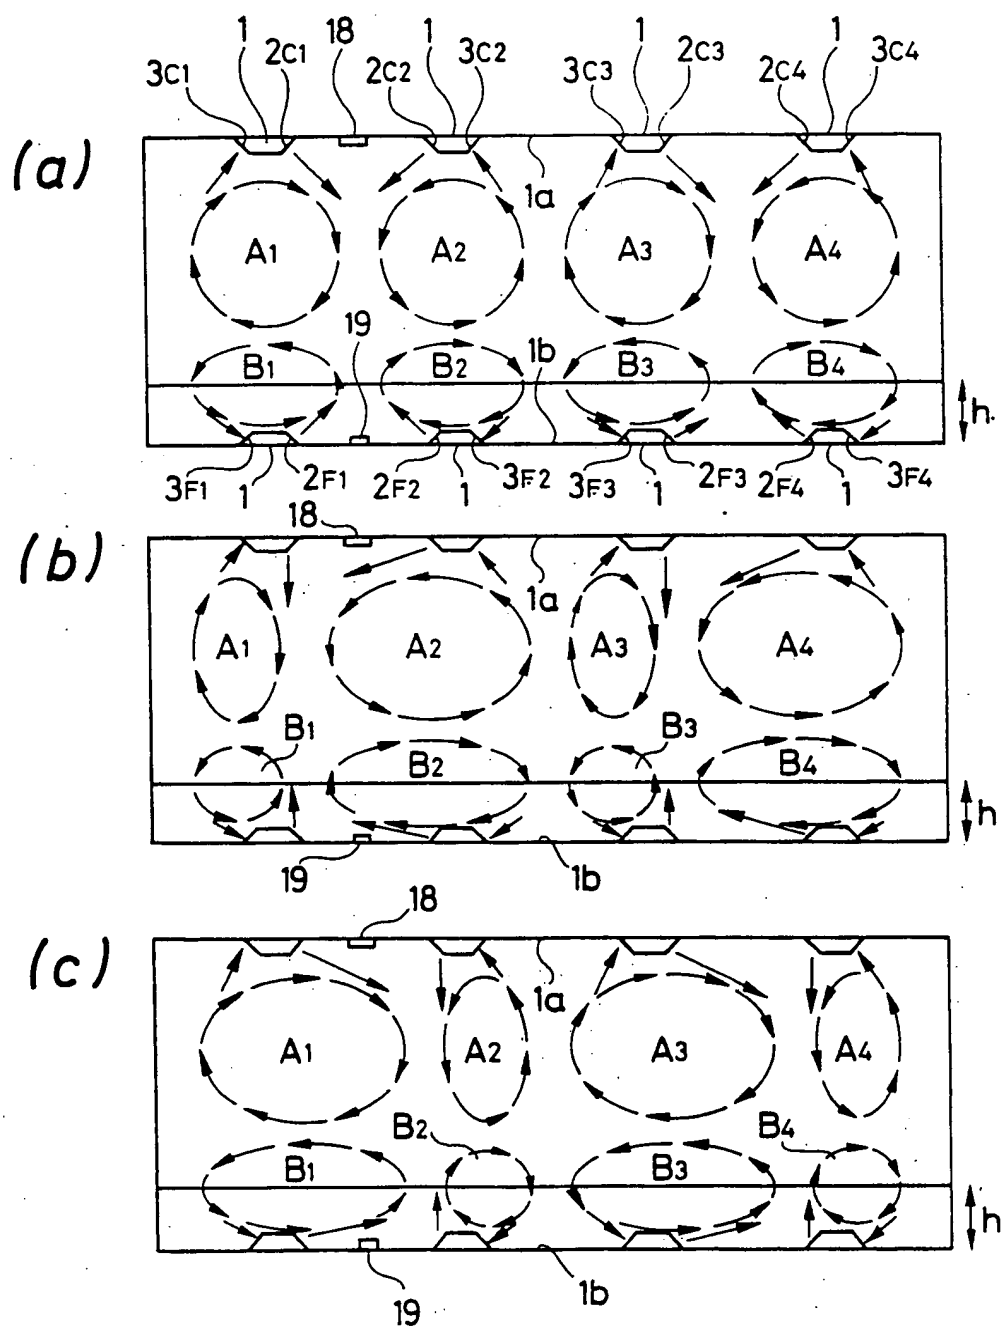 1 18 1 1 1
3C1 2C1 2C2 3C2 3C3 2C3 2C4 3C4
(a)
1a
A1 A2 A3 A4
19 1b
B1 B2 B3 B4
h
3F1 1 2F1 2F2 1 3F2 3F3 1 2F3 2F4 1 3F4
18
(b)
1a
A1 A2 A3 A4
B1 B3
B2 B4
h
19 1b
18
(c)
1a
A1 A2 A3 A4
B2 B4
B1 B3
h
19 1b